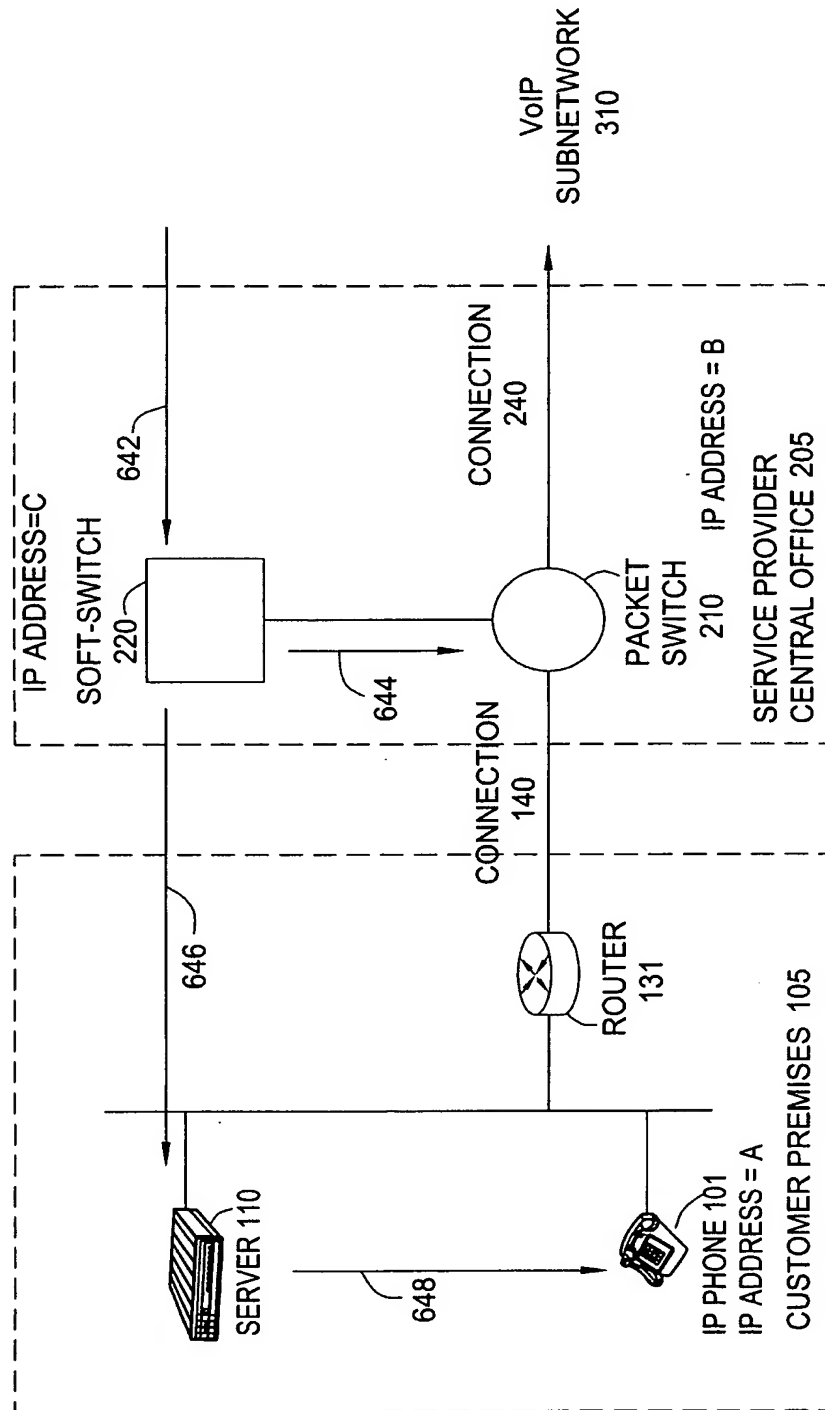 IP ADDRESS=C
SOFT-SWITCH
220
642
644
646
CONNECTION
240
VoIP
SUBNETWORK
310
PACKET
SWITCH
210
IP ADDRESS = B
SERVICE PROVIDER
CENTRAL OFFICE 205
CONNECTION
140
SERVER 110
648
ROUTER
131
101
IP PHONE
IP ADDRESS = A
CUSTOMER PREMISES 105